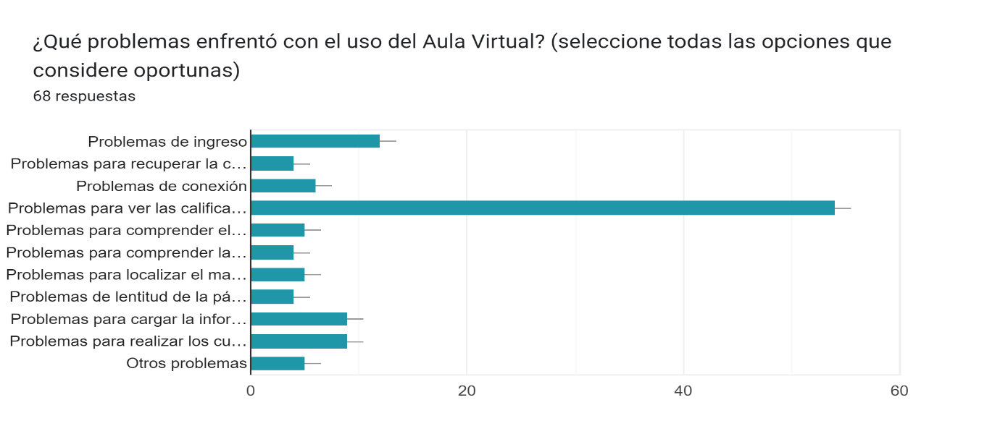 ¿Qué problemas enfrentó con el uso del Aula Virtual? (seleccione todas las opciones que
considere oportunas)
68 respuestas
Problemas de ingreso
Problemas para recuperar la c…
Problemas de conexión
Problemas para ver las califica…
Problemas para comprender el…
Problemas para comprender la…
Problemas para localizar el ma…
Problemas de lentitud de la pá…
Problemas para cargar la infor…
Problemas para realizar los cu…
Otros problemas
0 20 40 60